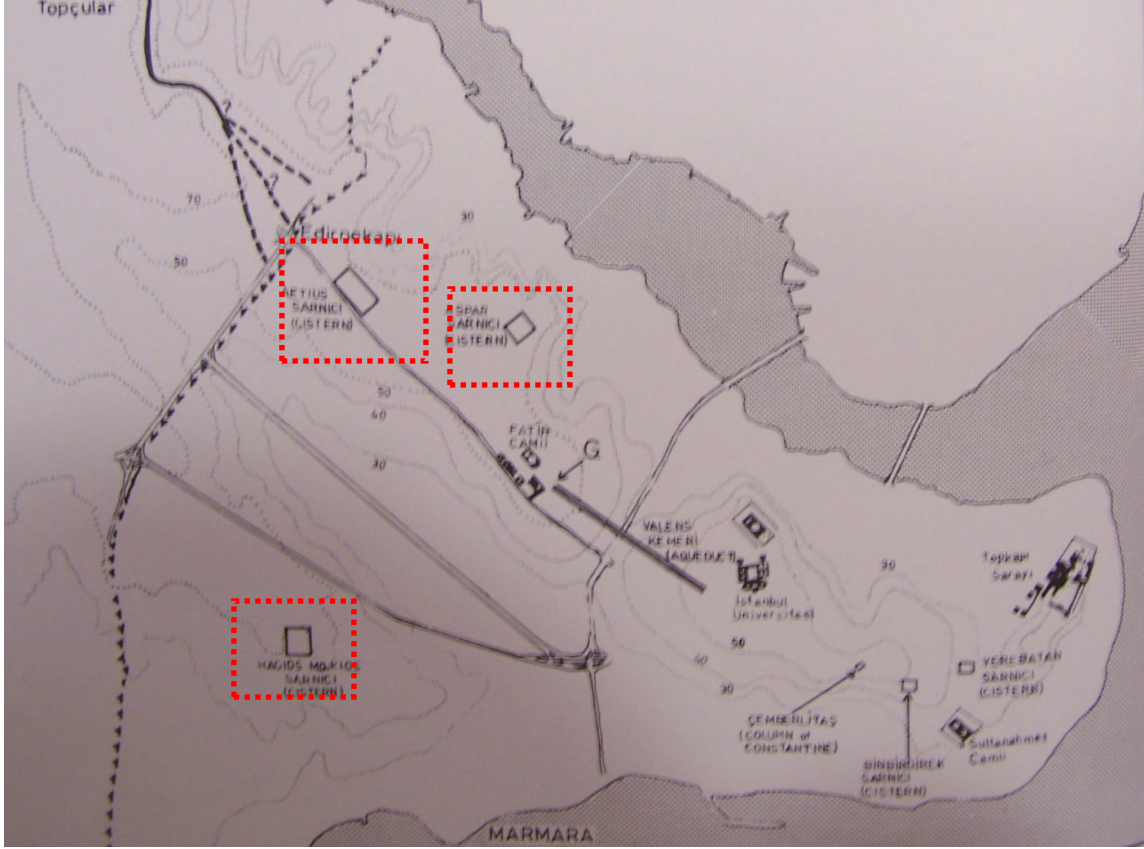 Topçular
?
?
70
30
Edirnekapı
50
AETIUS
SARNICI
(CISTERN)
ASPAR
SARNICI
(CISTERN)
50
40
30
FATİH
CAMİİ
G
VALENS
KEMERİ
(AQUEDUCT)
30
Topkapı
Sarayı
İstanbul
Üniversitesi
50
30
HAGIOS MOKIOS
SARNICI
(CISTERN)
YEREBATAN
SARNICI
(CISTERN)
ÇEMBERLİTAŞ
(COLUMN of
CONSTANTINE)
Sultanahmet
Camii
BİNBİRDİREK
SARNICI
(CISTERN)
MARMARA